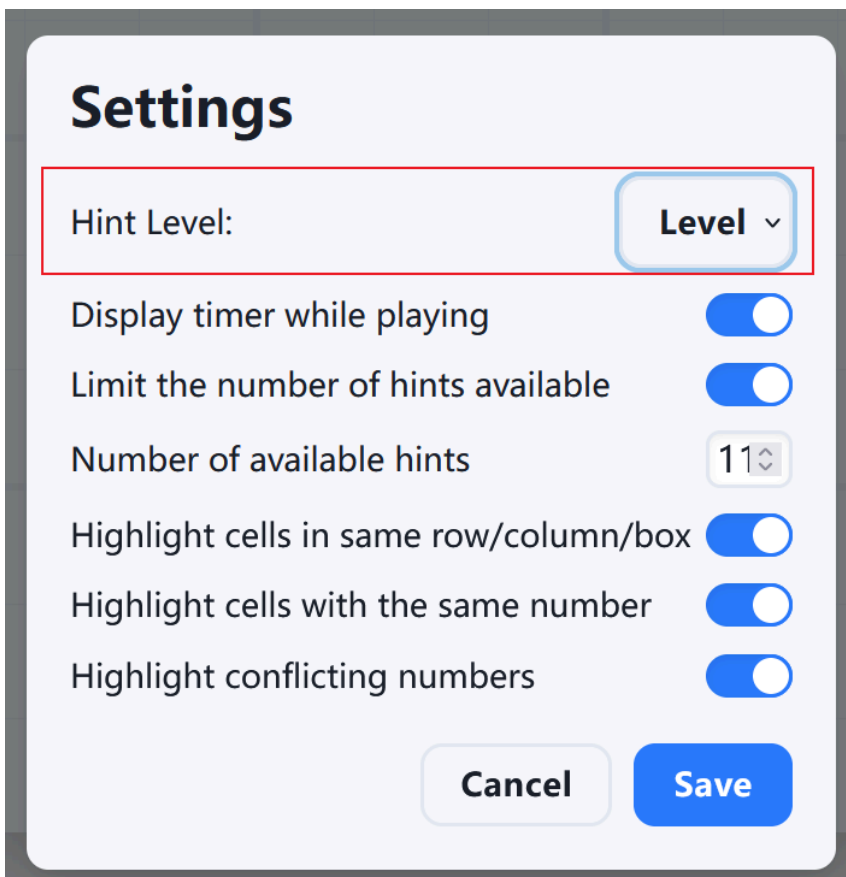 Settings
Hint Level: Level
Display timer while playing
Limit the number of hints available
Number of available hints 11
Highlight cells in same row/column/box
Highlight cells with the same number
Highlight conflicting numbers
Cancel Save